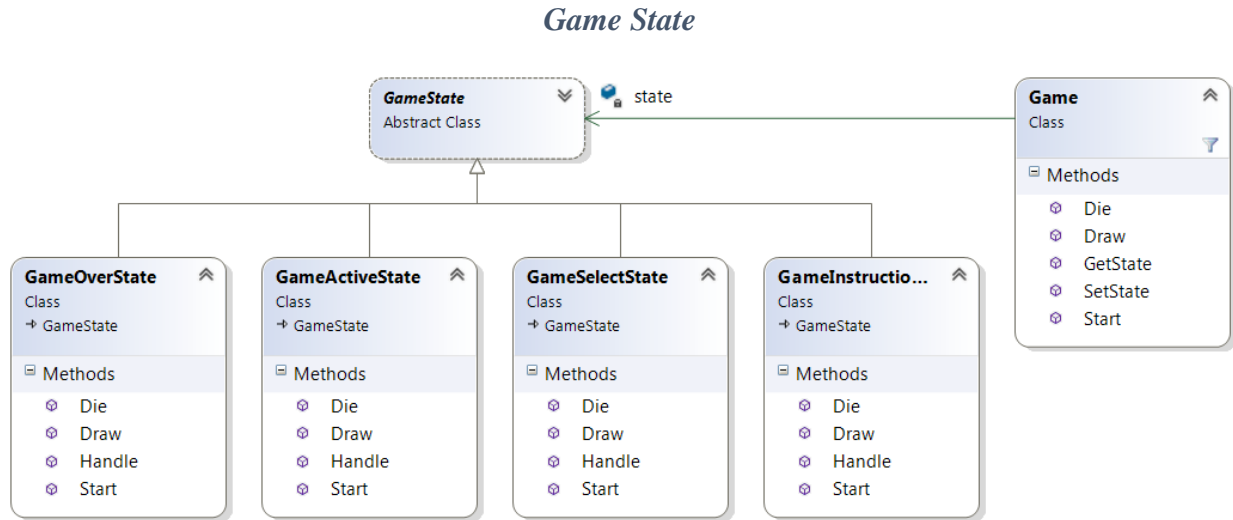 Game State
GameState
Abstract Class
state
Game
Class
Methods
Die
Draw
GetState
SetState
Start
GameOverState
Class
GameState
Methods
Die
Draw
Handle
Start
GameActiveState
Class
GameState
Methods
Die
Draw
Handle
Start
GameSelectState
Class
GameState
Methods
Die
Draw
Handle
Start
GameInstructio...
Class
GameState
Methods
Die
Draw
Handle
Start